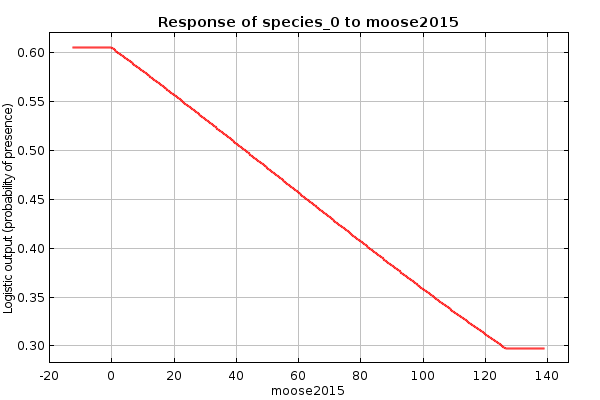 Response of species_0 to moose2015
Logistic output (probability of presence)
0.60
0.55
0.50
0.45
0.40
0.35
0.30
-20 0 20 40 60 80 100 120 140
moose2015